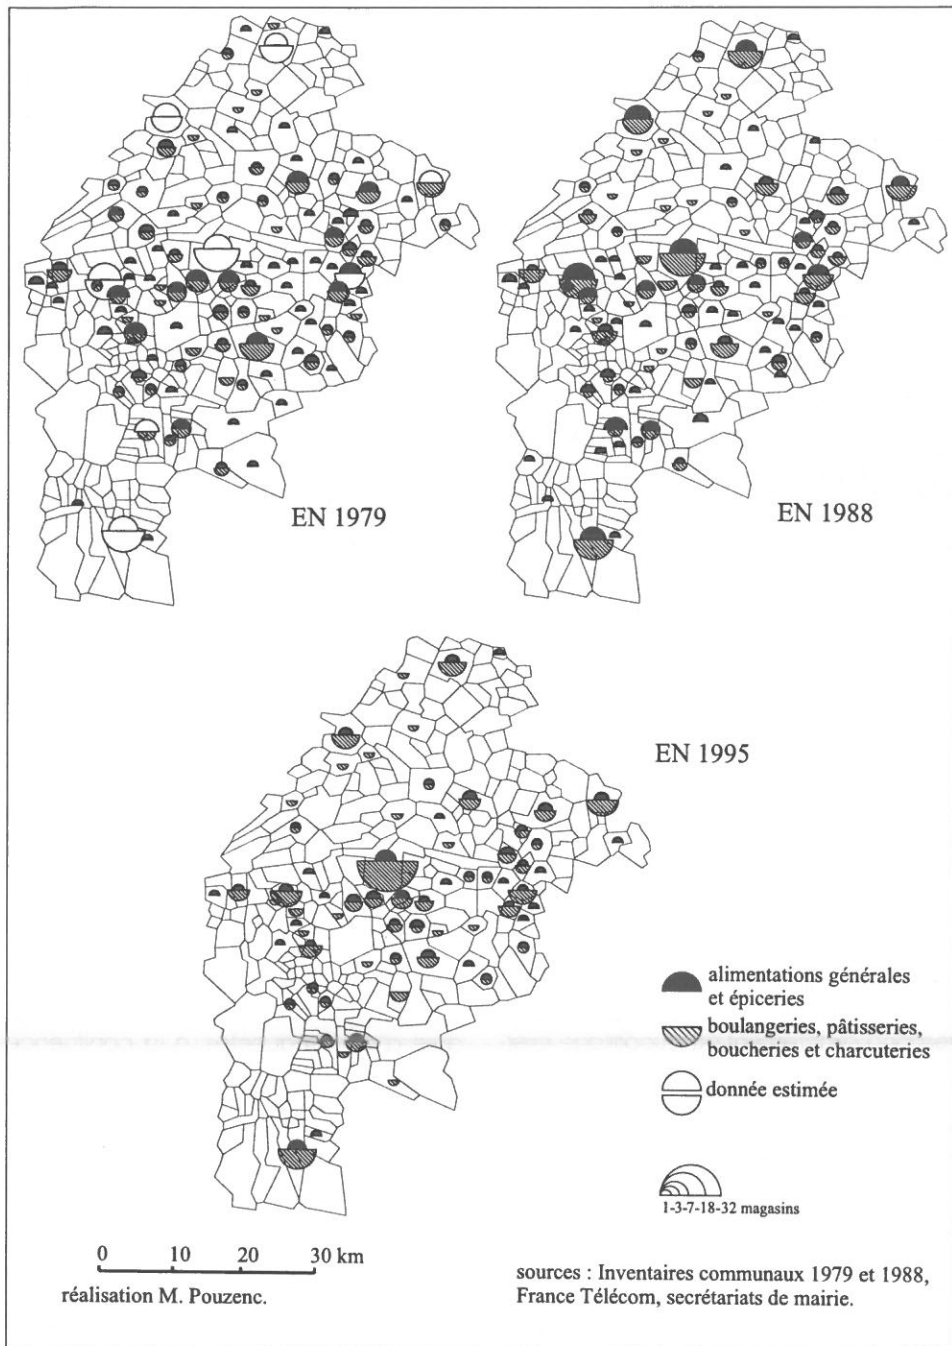 EN 1979
EN 1988
EN 1995
alimentations générales
et épiceries
boulangeries, pâtisseries,
boucheries et charcuteries
donnée estimée
1-3-7-18-32 magasins
0 10 20 30 km
réalisation M. Pouzenc.
sources : Inventaires communaux 1979 et 1988,
France Télécom, secrétariats de mairie.